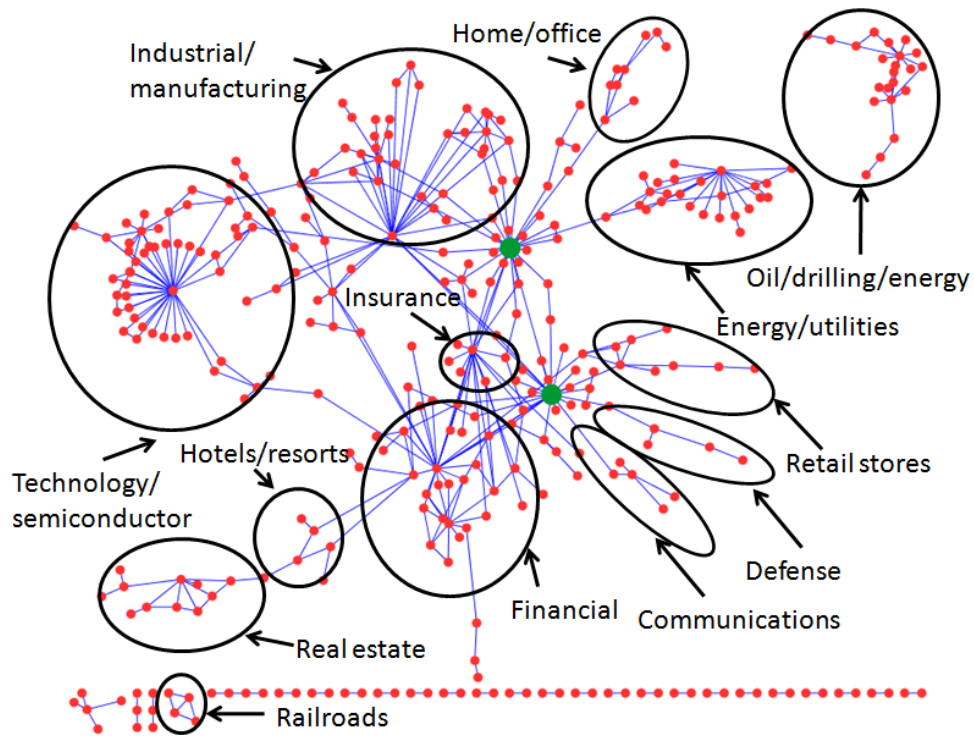 Industrial/
manufacturing
Home/office
Oil/drilling/energy
Energy/utilities
Insurance
Hotels/resorts
Retail stores
Technology/
semiconductor
Defense
Financial
Communications
Real estate
Railroads